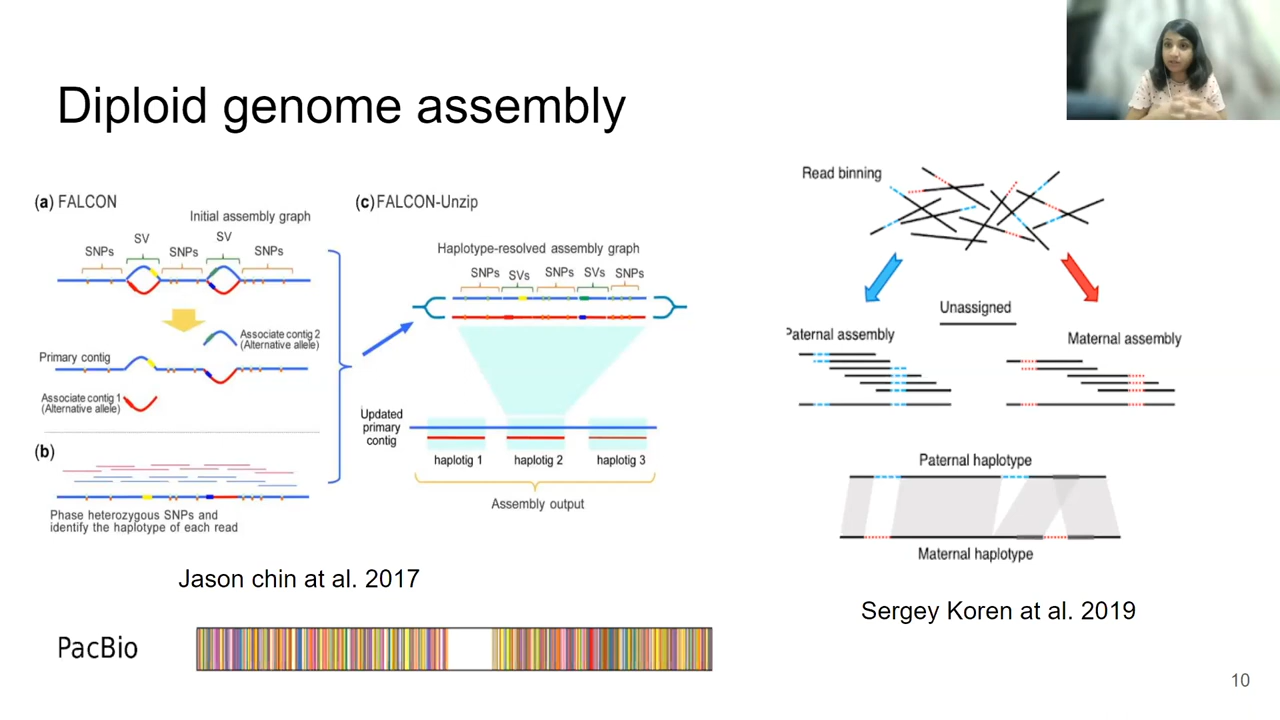 Diploid genome assembly
(a) FALCON
Initial assembly graph
SV
SV
SNPs
SNPs
SNPs
Associate contig 2
(Alternative allele)
Primary contig
Associate contig 1
(Alternative allele)
(b)
Phase heterozygous SNPs and
identify the haplotype of each read
(c) FALCON-Unzip
Haplotype-resolved assembly graph
SNPs SVs SNPs SVs SNPs
Updated
primary
contig
haplotig 1 haplotig 2 haplotig 3
Assembly output
Jason chin at al. 2017
PacBio
Read binning
Unassigned
Paternal assembly
Maternal assembly
Paternal haplotype
Maternal haplotype
Sergey Koren at al. 2019
10